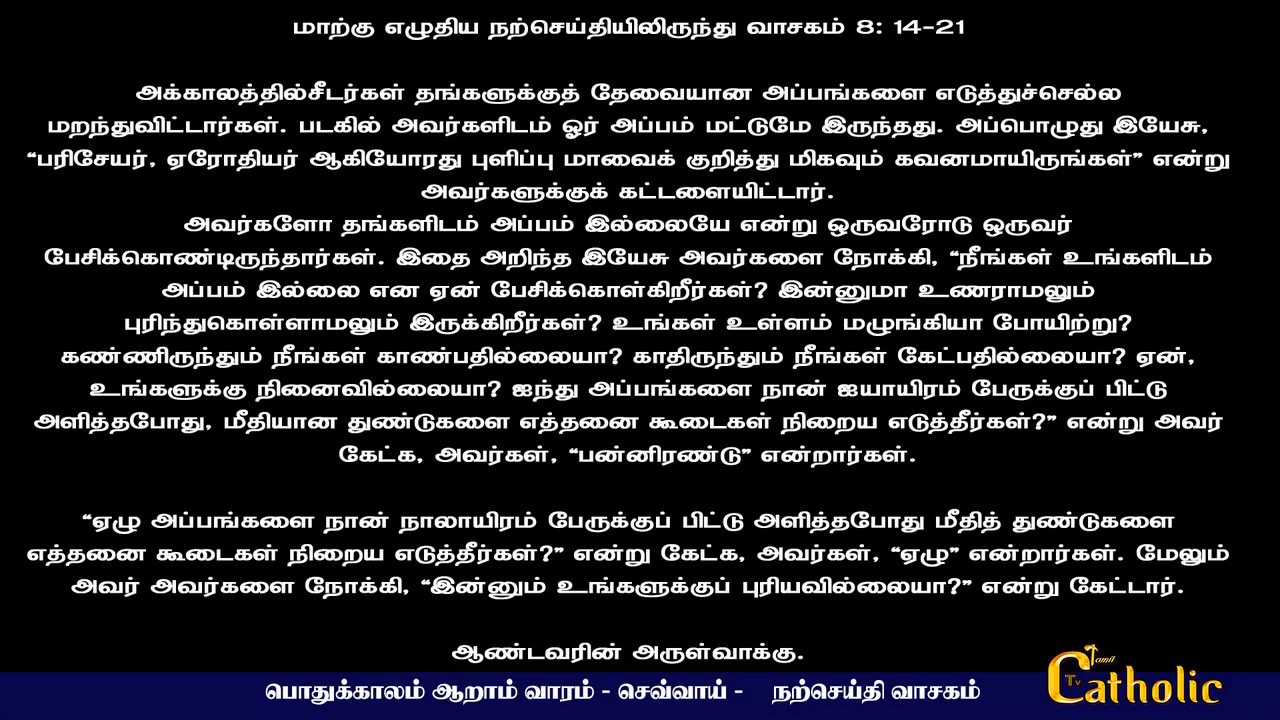 மாற்கு எழுதிய நற்செய்தியிலிருந்து வாசகம் 8: 14-21
அக்காலத்தில்சீடர்கள் தங்களுக்குத் தேவையான அப்பங்களை எடுத்துச்செல்ல
மறந்துவிட்டார்கள். படகில் அவர்களிடம் ஓர் அப்பம் மட்டுமே இருந்தது. அப்பொழுது இயேசு,
“பரிசேயர், ஏரோதியர் ஆகியோரது புளிப்பு மாவைக் குறித்து மிகவும் கவனமாயிருங்கள்” என்று
அவர்களுக்குக் கட்டளையிட்டார்.
அவர்களோ தங்களிடம் அப்பம் இல்லையே என்று ஒருவரோடு ஒருவர்
பேசிக்கொண்டிருந்தார்கள். இதை அறிந்த இயேசு அவர்களை நோக்கி, “நீங்கள் உங்களிடம்
அப்பம் இல்லை என ஏன் பேசிக்கொள்கிறீர்கள்? இன்னுமா உணராமலும்
புரிந்துகொள்ளாமலும் இருக்கிறீர்கள்? உங்கள் உள்ளம் மழுங்கியா போயிற்று?
கண்ணிருந்தும் நீங்கள் காண்பதில்லையா? காதிருந்தும் நீங்கள் கேட்பதில்லையா? ஏன்,
உங்களுக்கு நினைவில்லையா? ஐந்து அப்பங்களை நான் ஐயாயிரம் பேருக்குப் பிட்டு
அளித்தபோது, மீதியான துண்டுகளை எத்தனை கூடைகள் நிறைய எடுத்தீர்கள்?” என்று அவர்
கேட்க, அவர்கள், “பன்னிரண்டு” என்றார்கள்.
“ஏழு அப்பங்களை நான் நாலாயிரம் பேருக்குப் பிட்டு அளித்தபோது மீதித் துண்டுகளை
எத்தனை கூடைகள் நிறைய எடுத்தீர்கள்?” என்று கேட்க, அவர்கள், “ஏழு” என்றார்கள். மேலும்
அவர் அவர்களை நோக்கி, “இன்னும் உங்களுக்குப் புரியவில்லையா?” என்று கேட்டார்.
ஆண்டவரின் அருள்வாக்கு.
பொதுக்காலம் ஆறாம் வாரம் - செவ்வாய் - நற்செய்தி வாசகம்
Tamil
Catholic
Tv